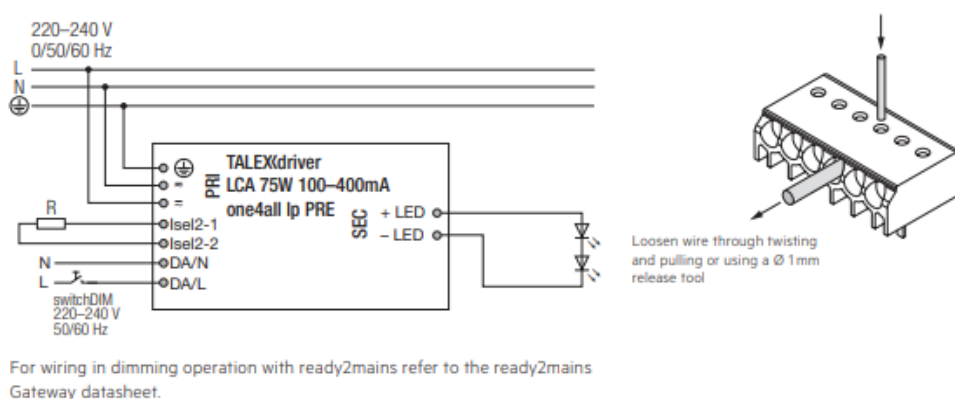 220–240 V
0/50/60 Hz
L
N
PRI
TALEXXdriver
LCA 75W 100–400mA
one4all lp PRE
SEC
+ LED
– LED
R
Isel2-1
Isel2-2
N
DA/N
L
DA/L
switchDIM
220–240 V
50/60 Hz
Loosen wire through twisting
and pulling or using a Ø 1 mm
release tool
For wiring in dimming operation with ready2mains refer to the ready2mains
Gateway datasheet.